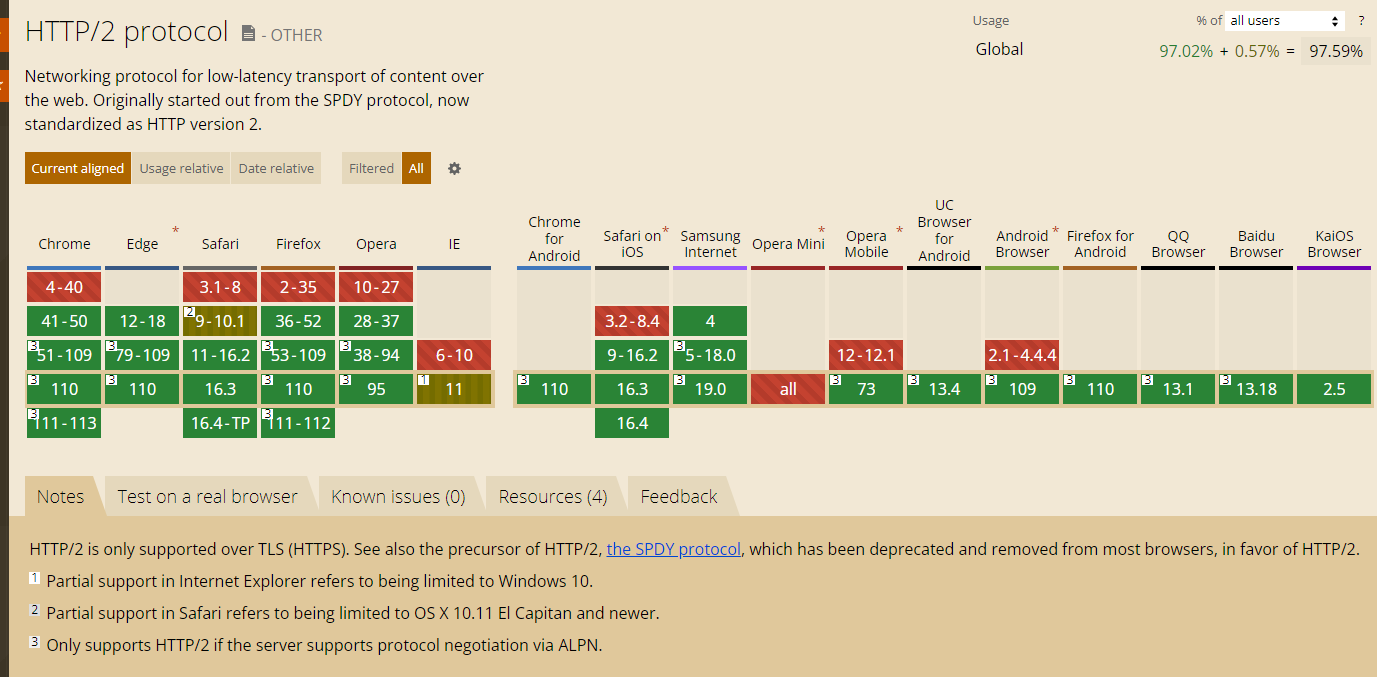 HTTP/2 protocol - OTHER
Usage % of all users ?
Global 97.02% + 0.57% = 97.59%
Networking protocol for low-latency transport of content over
the web. Originally started out from the SPDY protocol, now
standardized as HTTP version 2.
Current aligned Usage relative Date relative Filtered All
Chrome Edge * Safari Firefox Opera IE Chrome for Android Safari on iOS * Samsung Internet Opera Mini * Opera Mobile * UC Browser for Android Android Browser * Firefox for Android QQ Browser Baidu Browser KaiOS Browser
4-40 3.1-8 2-35 10-27
41-50 12-18 2 9-10.1 36-52 28-37 3.2-8.4 4
3 51-109 3 79-109 11-16.2 3 53-109 3 38-94 6-10 9-16.2 3 5-18.0 12-12.1 2.1-4.4.4
3 110 3 110 16.3 3 110 3 95 1 11 3 110 16.3 3 19.0 all 3 73 3 13.4 3 109 3 110 3 13.1 3 13.18 2.5
3 111-113 16.4-TP 3 111-112 16.4
Notes Test on a real browser Known issues (0) Resources (4) Feedback
HTTP/2 is only supported over TLS (HTTPS). See also the precursor of HTTP/2, the SPDY protocol, which has been deprecated and removed from most browsers, in favor of HTTP/2.
1 Partial support in Internet Explorer refers to being limited to Windows 10.
2 Partial support in Safari refers to being limited to OS X 10.11 El Capitan and newer.
3 Only supports HTTP/2 if the server supports protocol negotiation via ALPN.